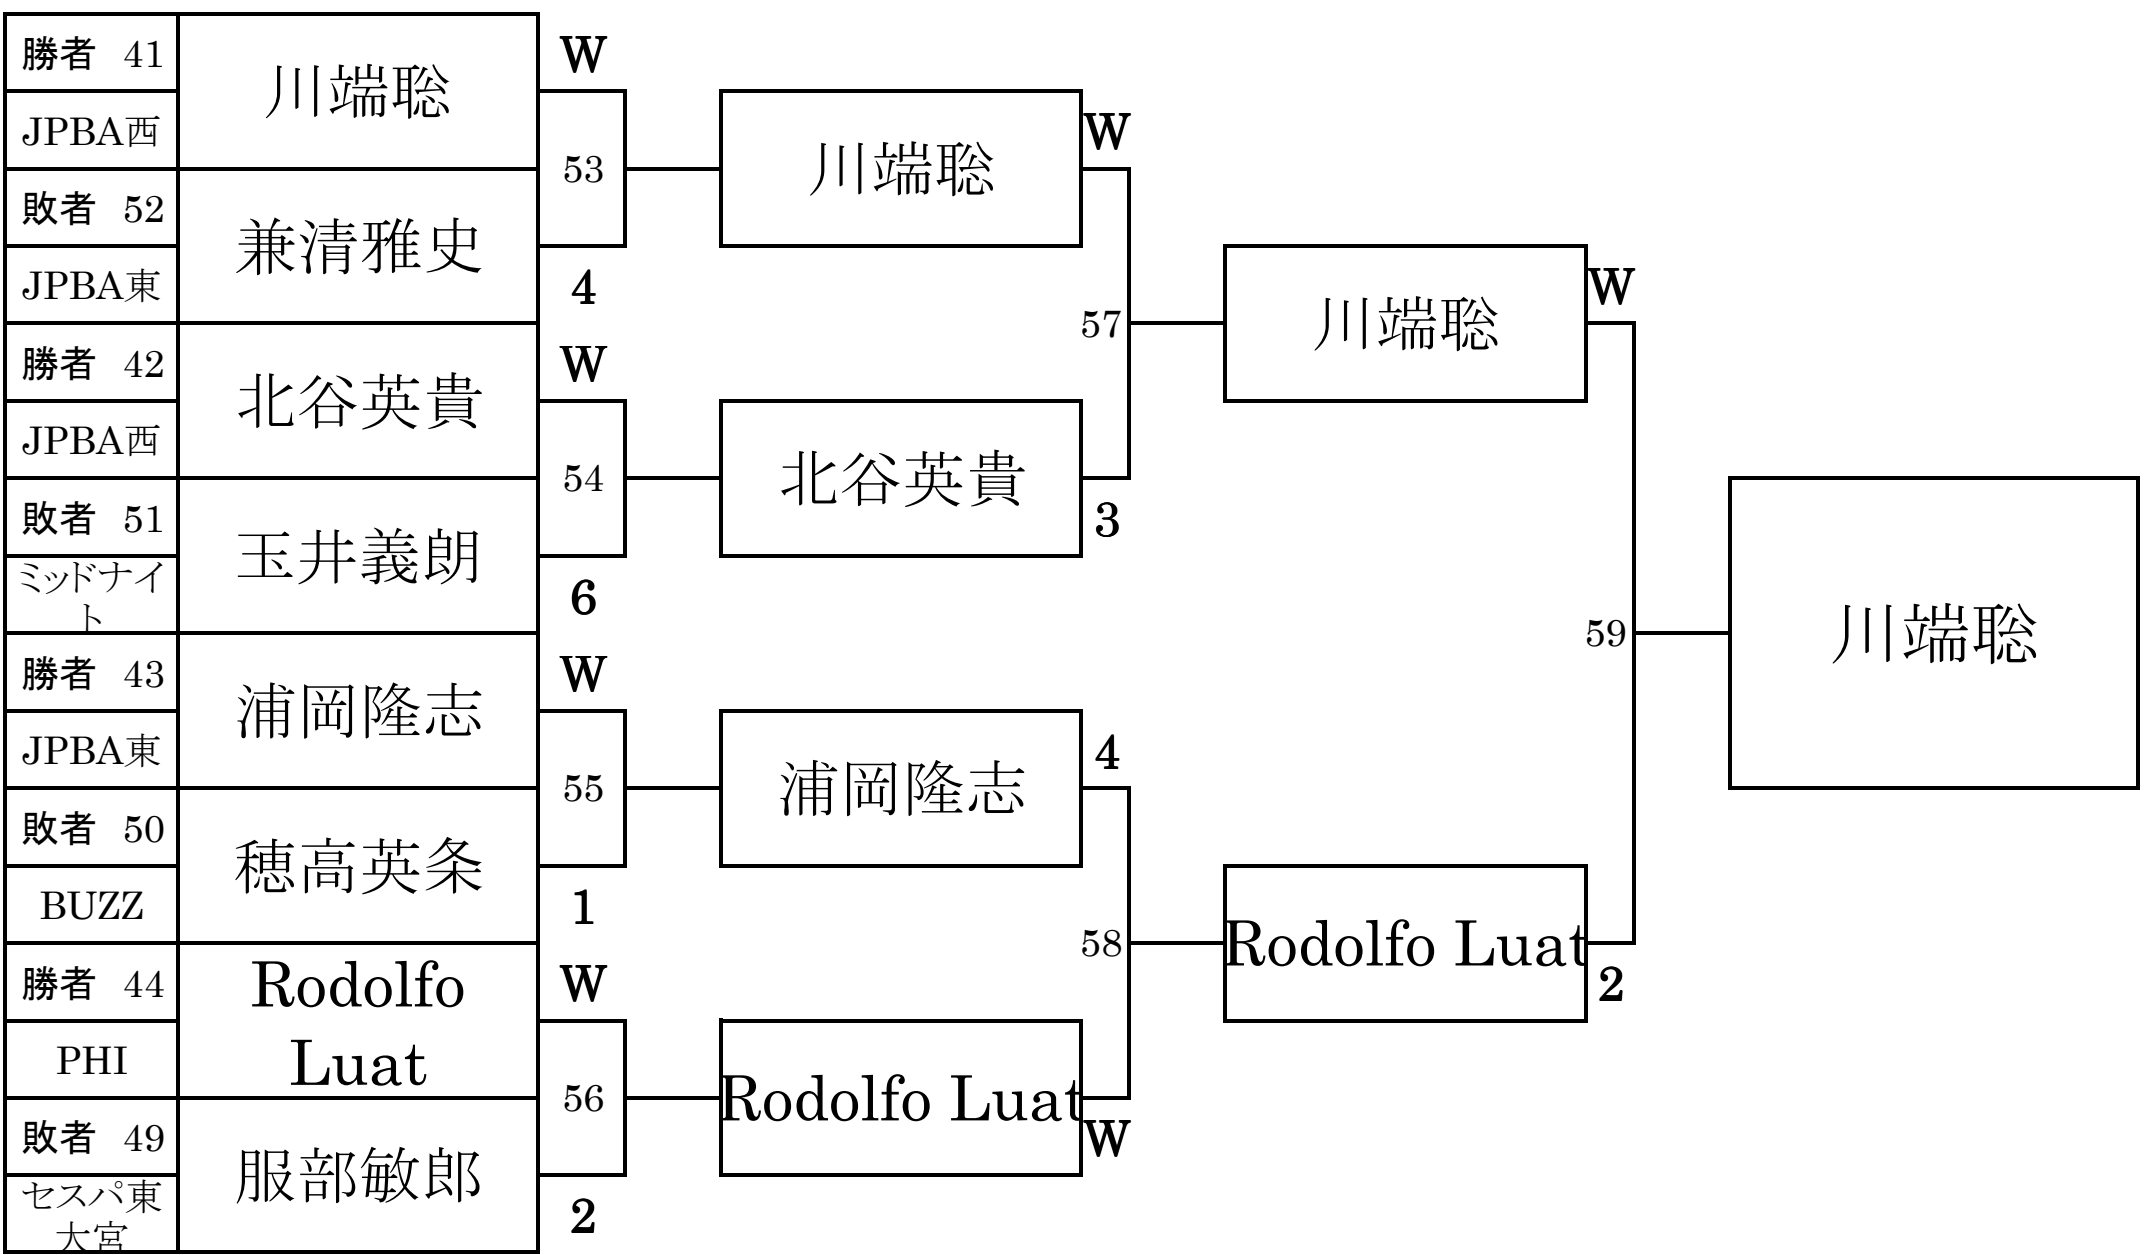 勝者 41
川端聡
W
JPBA西
53
川端聡
W
敗者 52
兼清雅史
JPBA東
4
57
川端聡
W
勝者 42
北谷英貴
W
JPBA西
54
北谷英貴
3
敗者 51
玉井義朗
ミッドナイ
ト
6
59
川端聡
勝者 43
浦岡隆志
W
JPBA東
55
浦岡隆志
4
敗者 50
穂高英条
BUZZ
1
58
Rodolfo Luat
2
勝者 44
Rodolfo
Luat
W
PHI
56
Rodolfo Luat
W
敗者 49
服部敏郎
セスパ東
大宮
2